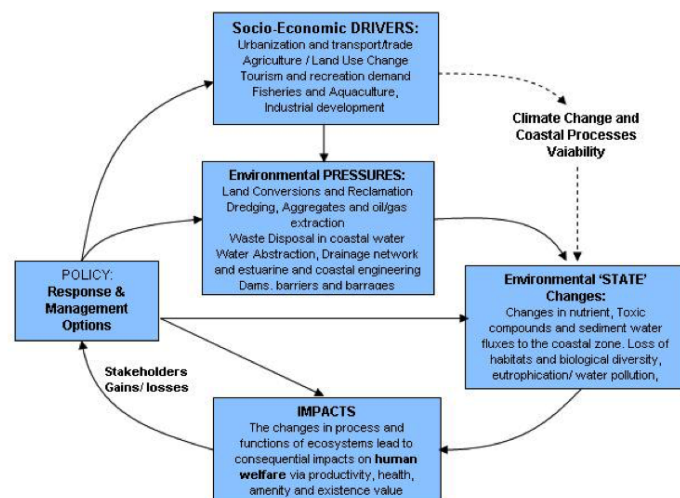 Socio-Economic DRIVERS:
Urbanization and transport/trade
Agriculture / Land Use Change
Tourism and recreation demand
Fisheries and Aquaculture,
Industrial development
Climate Change and
Coastal Processes
Vaiability
Environmental PRESSURES:
Land Conversions and Reclamation
Dredging, Aggregates and oil/gas
extraction
Waste Disposal in coastal water
Water Abstraction, Drainage network
and estuarine and coastal engineering
Dams, barriers and barrages
POLICY:
Response &
Management
Options
Environmental ‘STATE’
Changes:
Changes in nutrient, Toxic
compounds and sediment water
fluxes to the coastal zone. Loss of
habitats and biological diversity,
eutrophication/ water pollution,
Stakeholders
Gains/ losses
IMPACTS
The changes in process and
functions of ecosystems lead to
consequential impacts on human
welfare via productivity, health,
amenity and existence value